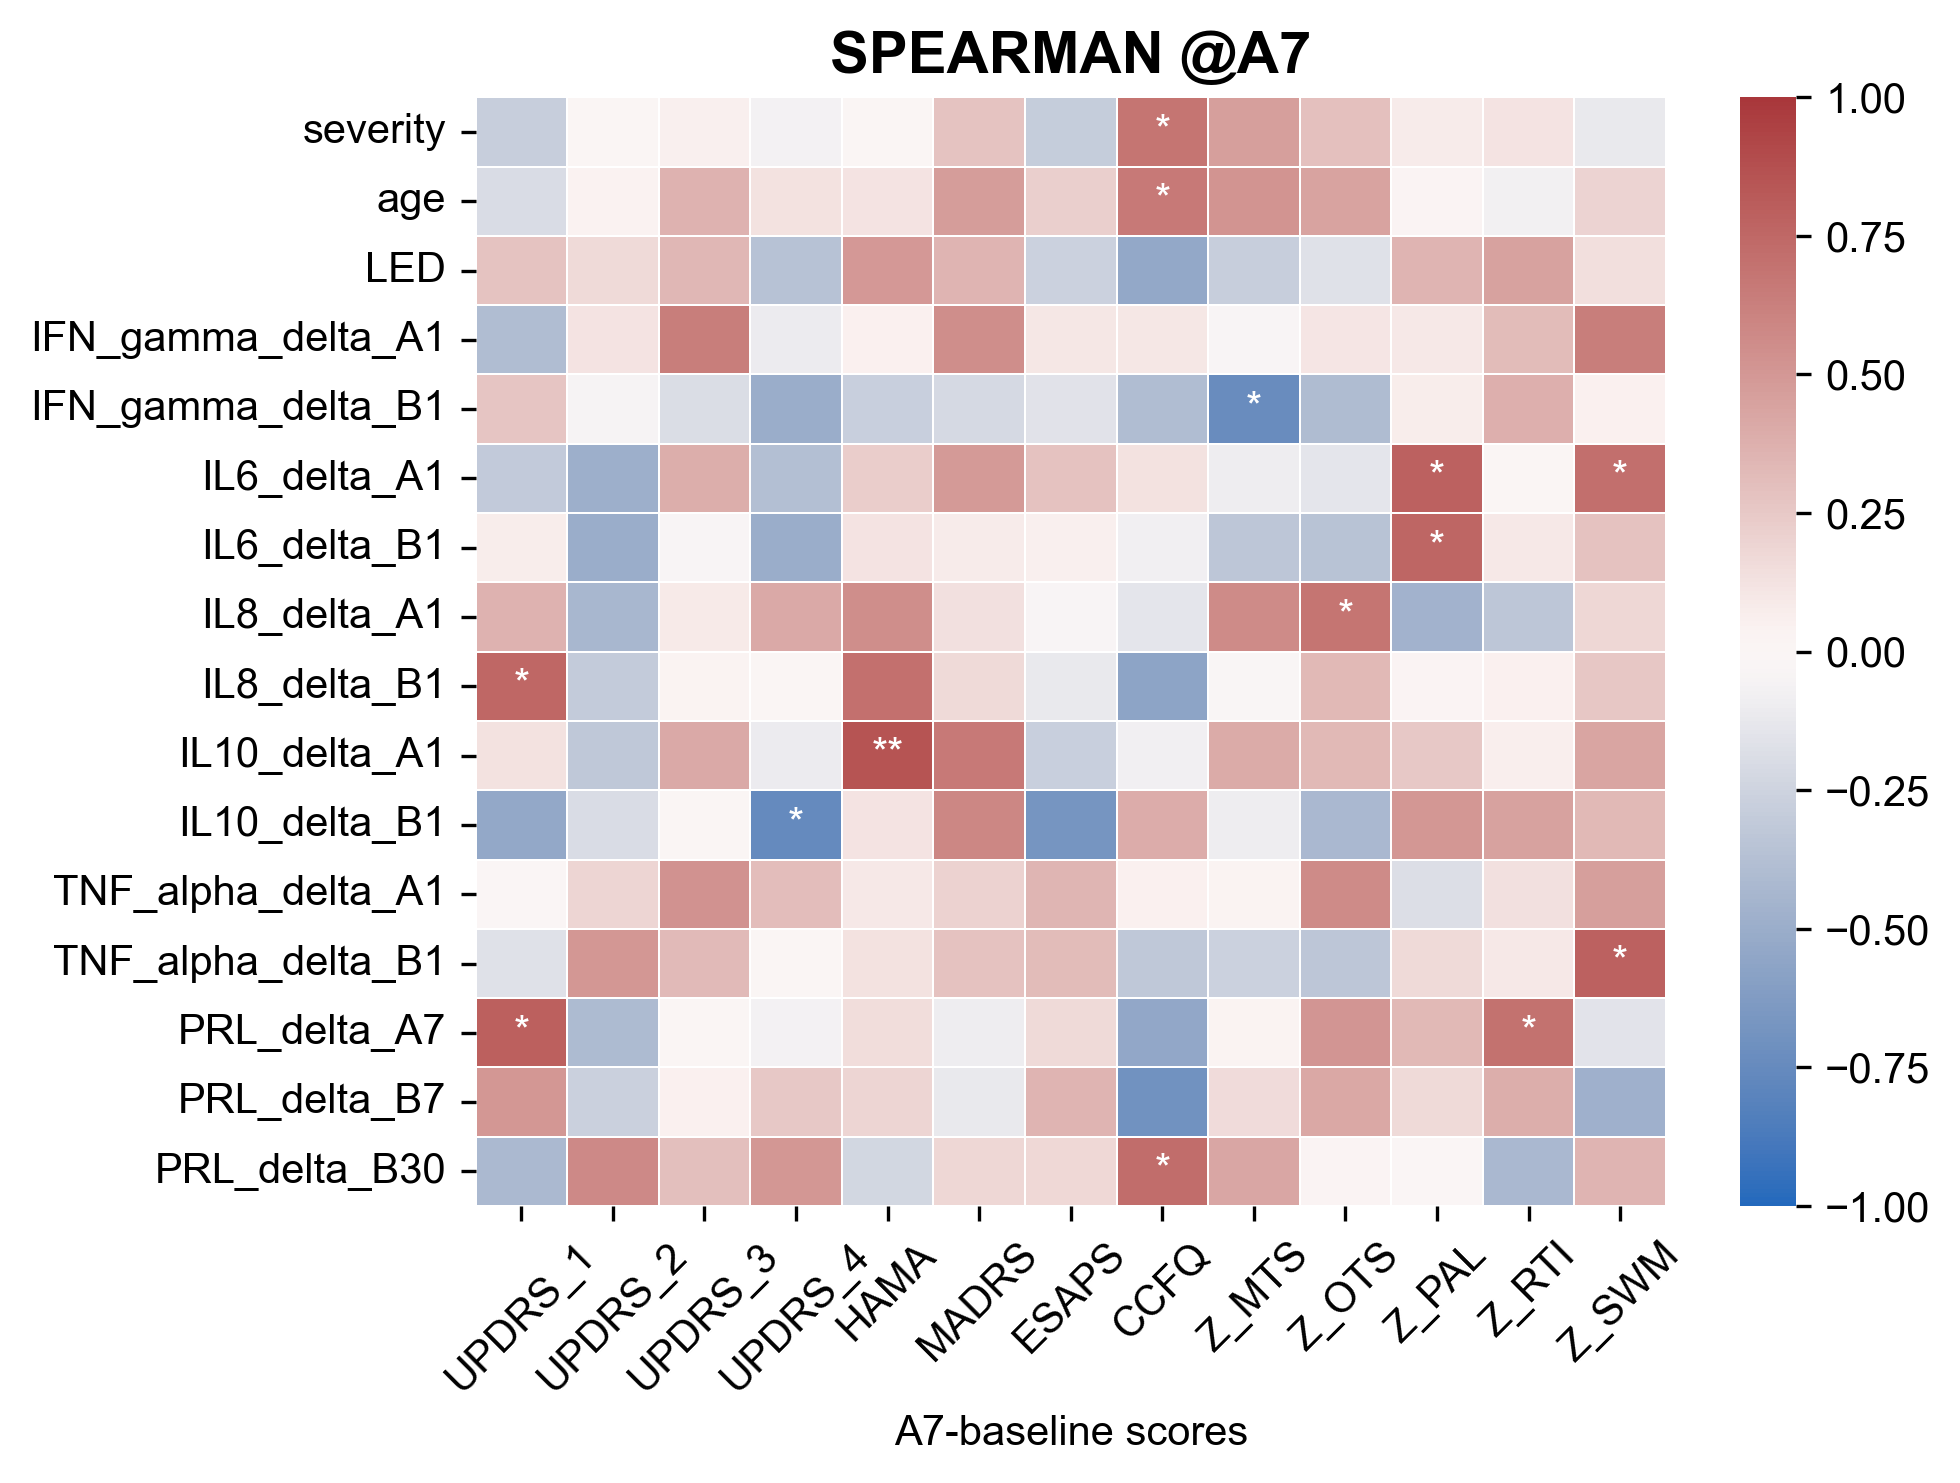 SPEARMAN @A7
severity
age
LED
IFN_gamma_delta_A1
IFN_gamma_delta_B1
IL6_delta_A1
IL6_delta_B1
IL8_delta_A1
IL8_delta_B1
IL10_delta_A1
IL10_delta_B1
TNF_alpha_delta_A1
TNF_alpha_delta_B1
PRL_delta_A7
PRL_delta_B7
PRL_delta_B30
*
*
*
* *
*
*
*
**
*
*
* *
*
UPDRS_1
UPDRS_2
UPDRS_3
UPDRS_4
HAMA
MADRS
ESAPS
CCFQ
Z_MTS
Z_OTS
Z_PAL
Z_RTI
Z_SWM
A7-baseline scores
1.00
0.75
0.50
0.25
0.00
−0.25
−0.50
−0.75
−1.00